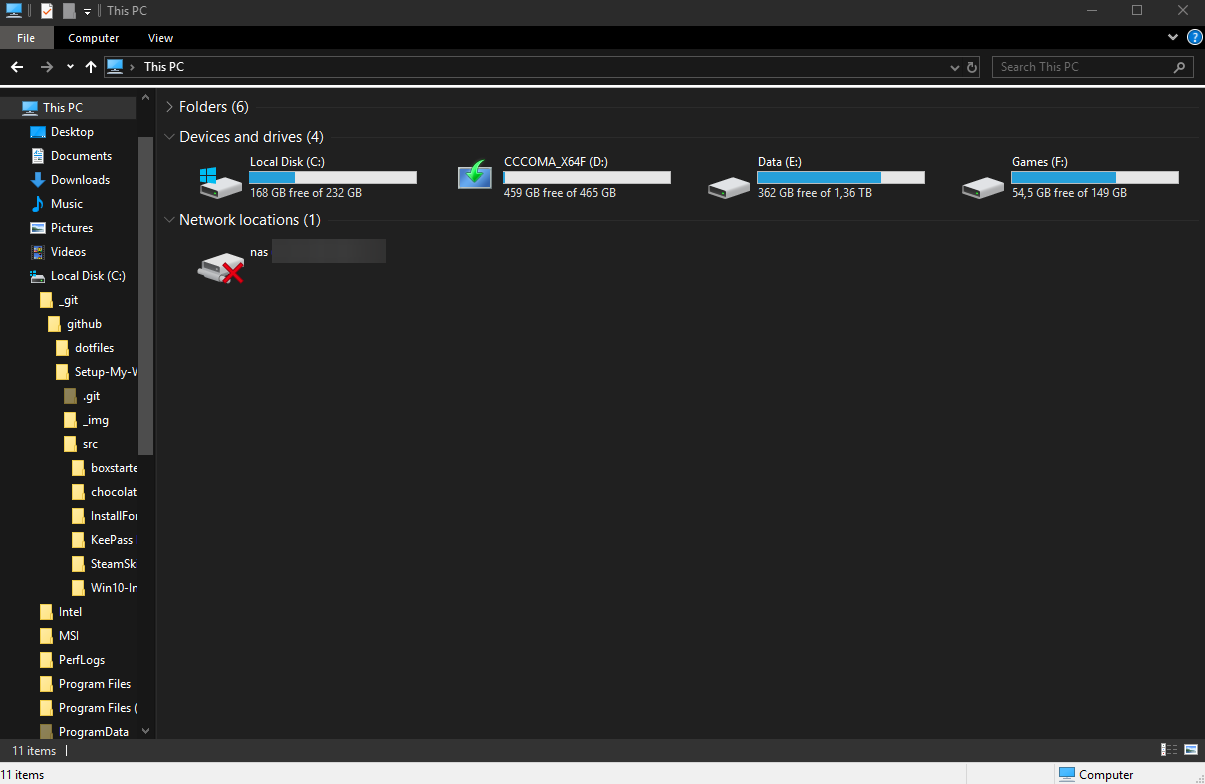 This PC
File Computer View
This PC
Search This PC
This PC
Desktop
Documents
Downloads
Music
Pictures
Videos
Local Disk (C:)
_git
github
dotfiles
Setup-My-W
.git
_img
src
boxstarte
chocolat
InstallFor
KeePass
SteamSk
Win10-In
Intel
MSI
PerfLogs
Program Files
Program Files (
ProgramData
Folders (6)
Devices and drives (4)
Local Disk (C:)
168 GB free of 232 GB
CCCOMA_X64F (D:)
459 GB free of 465 GB
Data (E:)
362 GB free of 1,36 TB
Games (F:)
54,5 GB free of 149 GB
Network locations (1)
nas
11 items
11 items
Computer